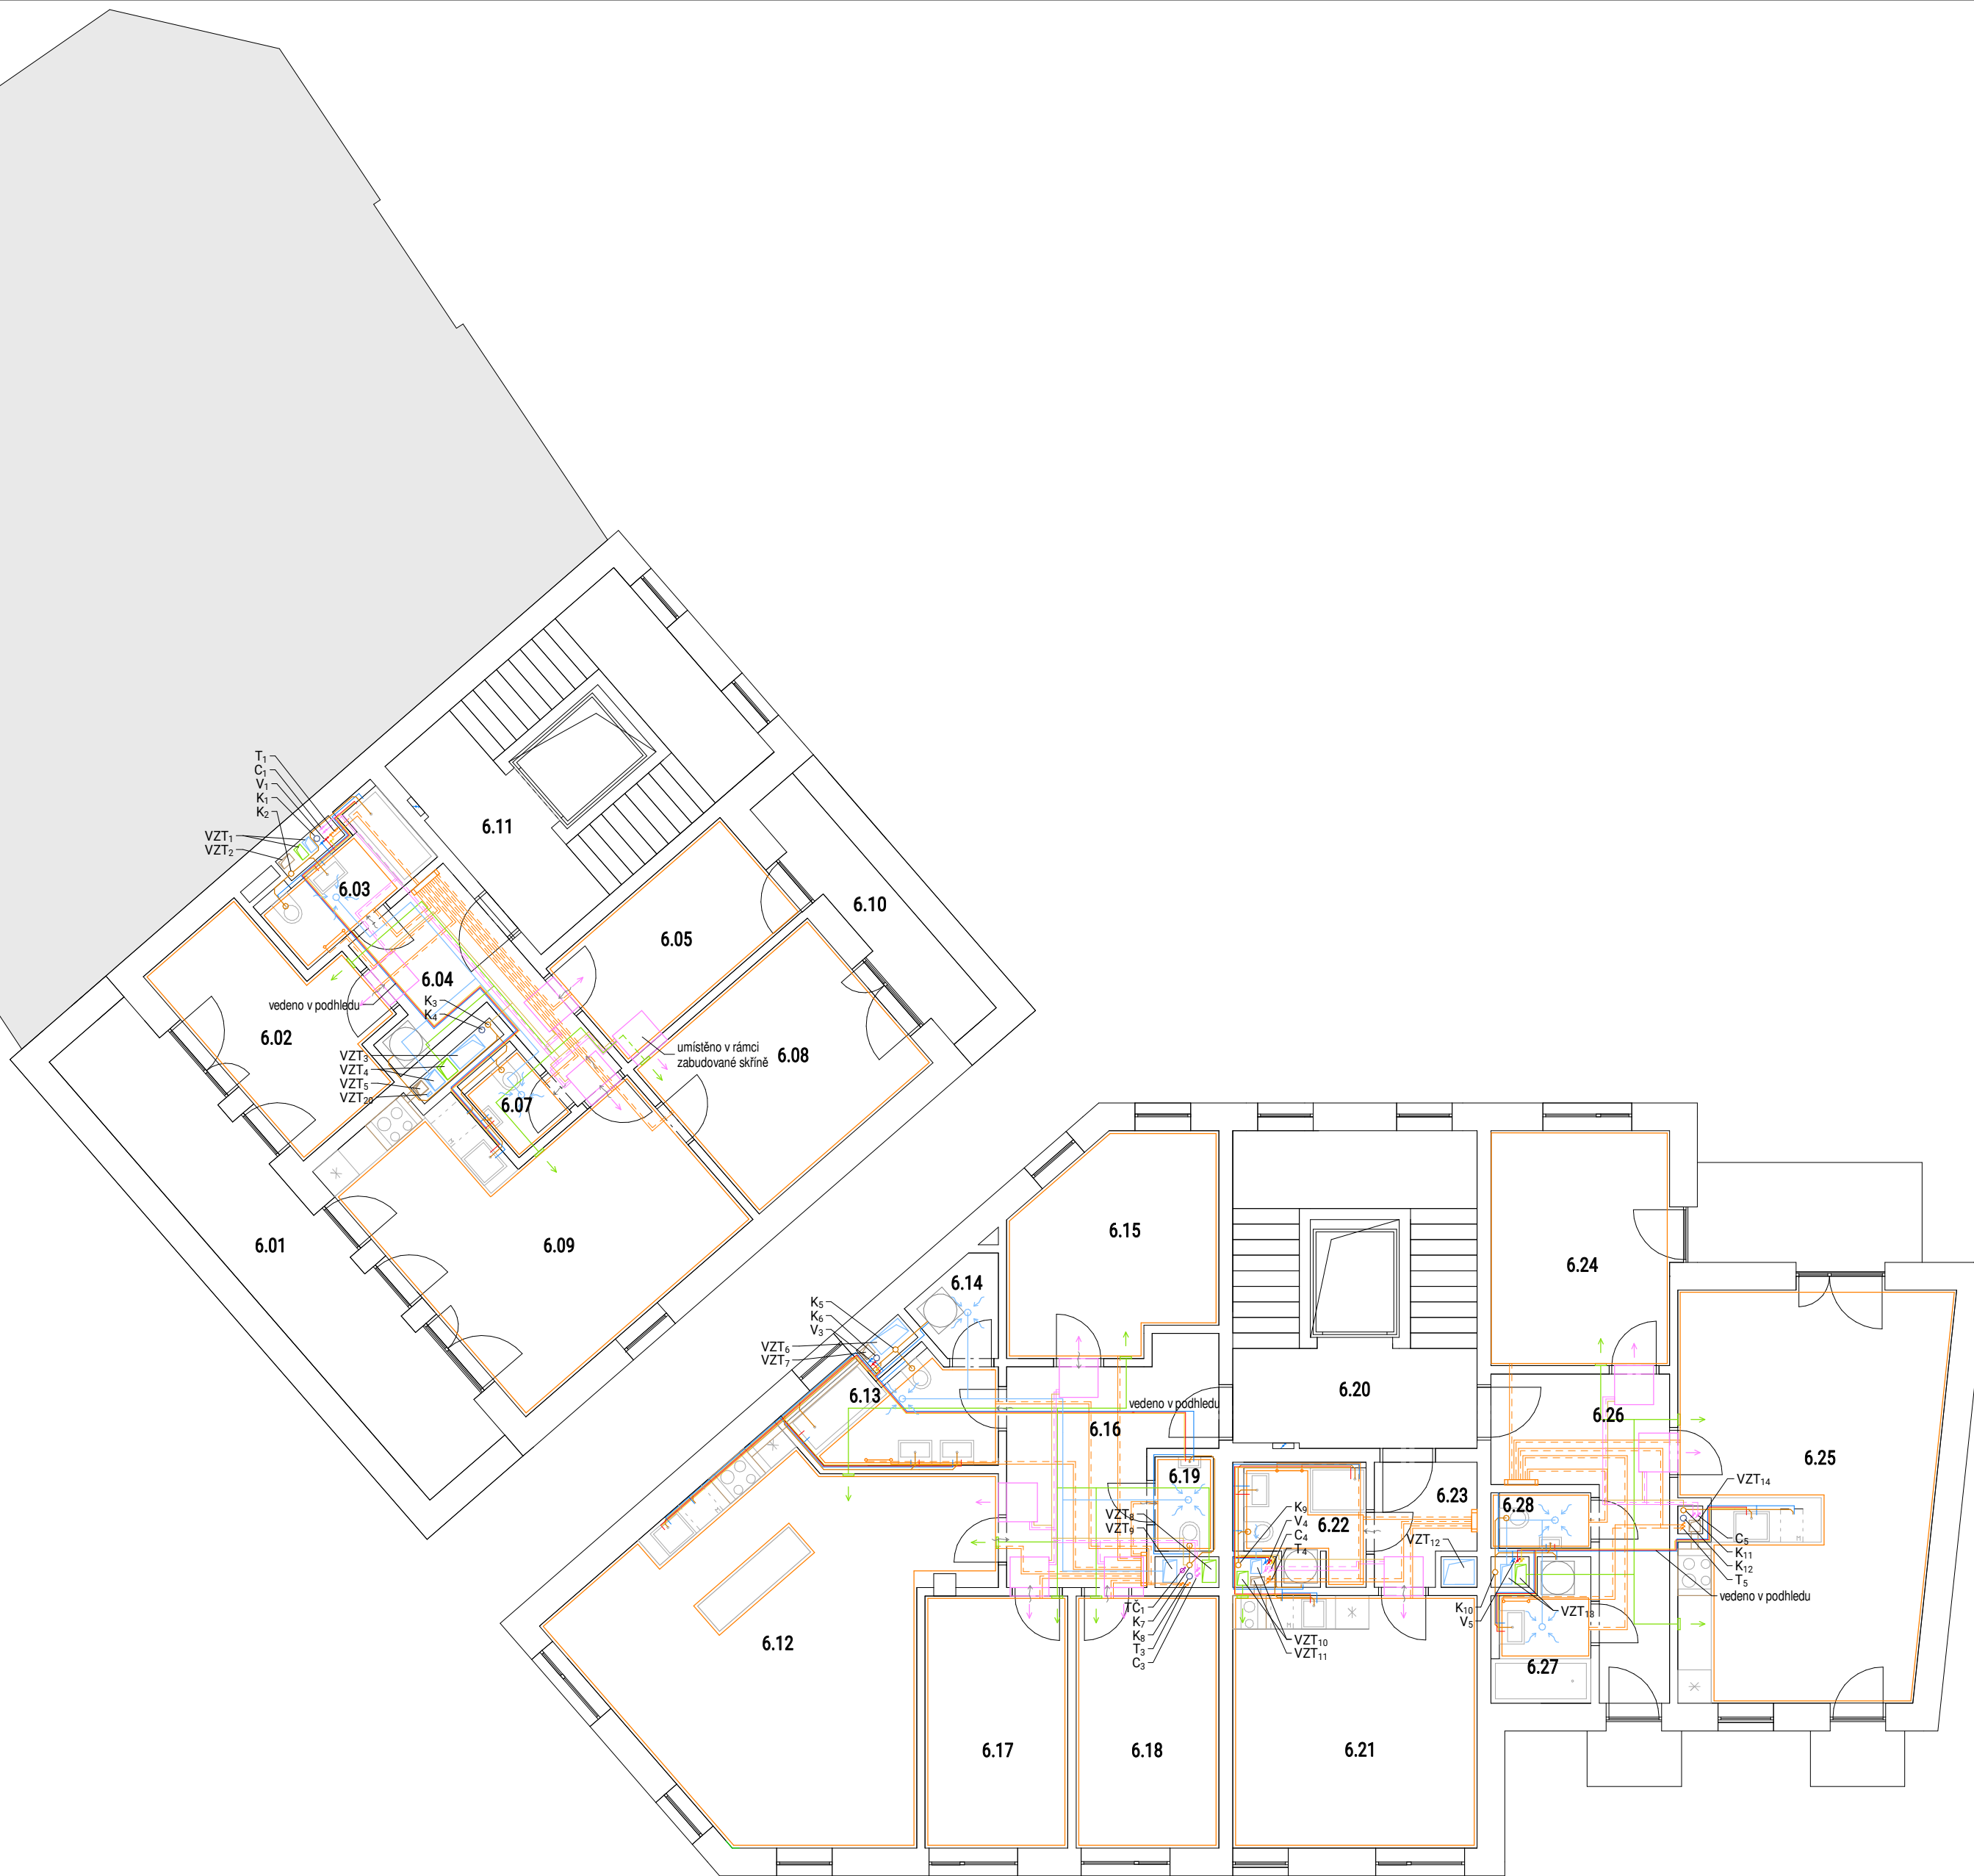 T1
C1
V1
K1
K2
VZT1
VZT2
6.11
6.03
6.10
6.05
6.04
vedeno v podhledu
K3
K4
6.02
umístěno v rámci
zabudované skříně
6.08
VZT3
VZT4
VZT5
VZT20
6.07
6.01
6.09
6.15
6.24
6.14
K5
K6
V3
VZT6
VZT7
6.13
6.20
vedeno v podhledu
6.16
6.26
6.25
6.19
VZT14
6.23
6.28
VZT8
VZT9
K9
V4
C4
T4
6.22
VZT12
C5
K11
K12
T5
vedeno v podhledu
TČ1
K7
K8
T3
C3
K10
V5
VZT13
VZT10
VZT11
6.12
6.27
6.17
6.18
6.21